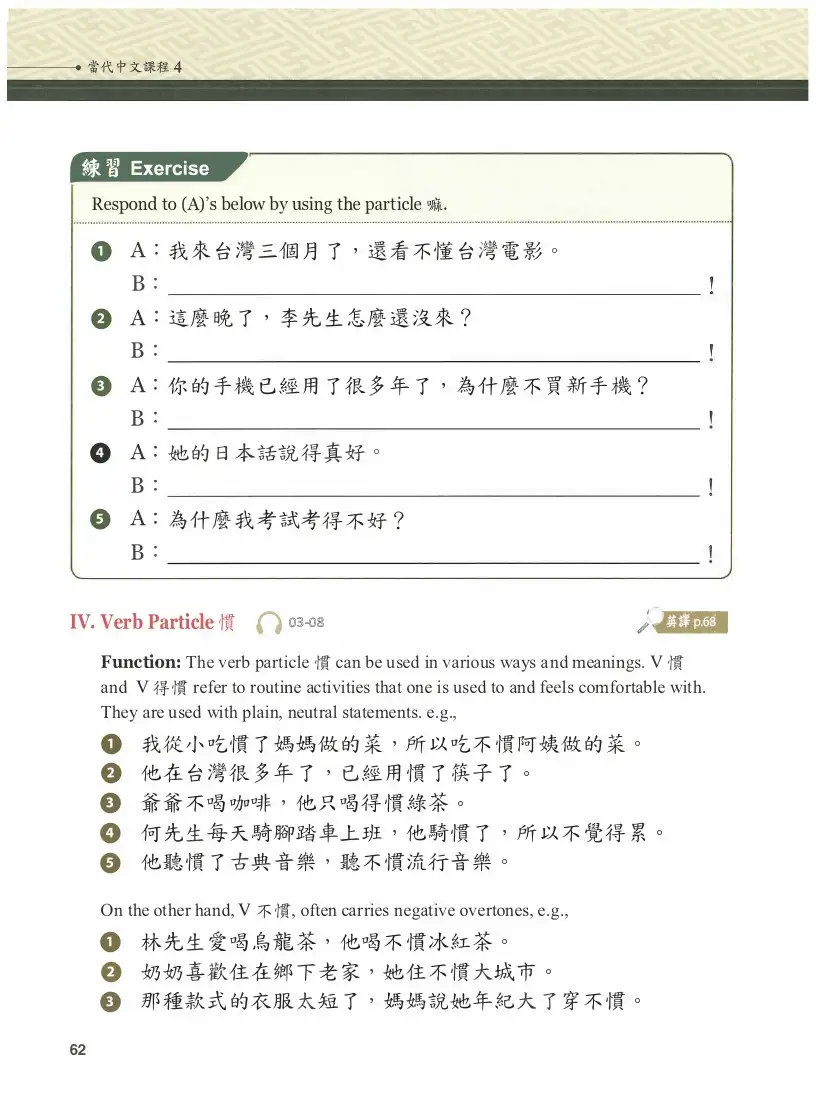 當代中文課程 4
練習 Exercise
Respond to (A)’s below by using the particle 嘛.
1 A：我來台灣三個月了，還看不懂台灣電影。
B：______________________________!
2 A：這麼晚了，李先生怎麼還沒來？
B：______________________________!
3 A：你的手機已經用了很多年了，為什麼不買新手機？
B：______________________________!
4 A：她的日本話說得真好。
B：______________________________!
5 A：為什麼我考試考得不好？
B：______________________________!
IV. Verb Particle 慣 03-08 英譯 p.68
Function: The verb particle 慣 can be used in various ways and meanings. V 慣
and V 得慣 refer to routine activities that one is used to and feels comfortable with.
They are used with plain, neutral statements. e.g.,
1 我從小吃慣了媽媽做的菜，所以吃不慣阿姨做的菜。
2 他在台灣很多年了，已經用慣了筷子了。
3 爺爺不喝咖啡，他只喝得慣綠茶。
4 何先生每天騎腳踏車上班，他騎慣了，所以不覺得累。
5 他聽慣了古典音樂，聽不慣流行音樂。
On the other hand, V 不慣, often carries negative overtones, e.g.,
1 林先生愛喝烏龍茶，他喝不慣冰紅茶。
2 奶奶喜歡住在鄉下老家，她住不慣大城市。
3 那種款式的衣服太短了，媽媽說她年紀大了穿不慣。
62